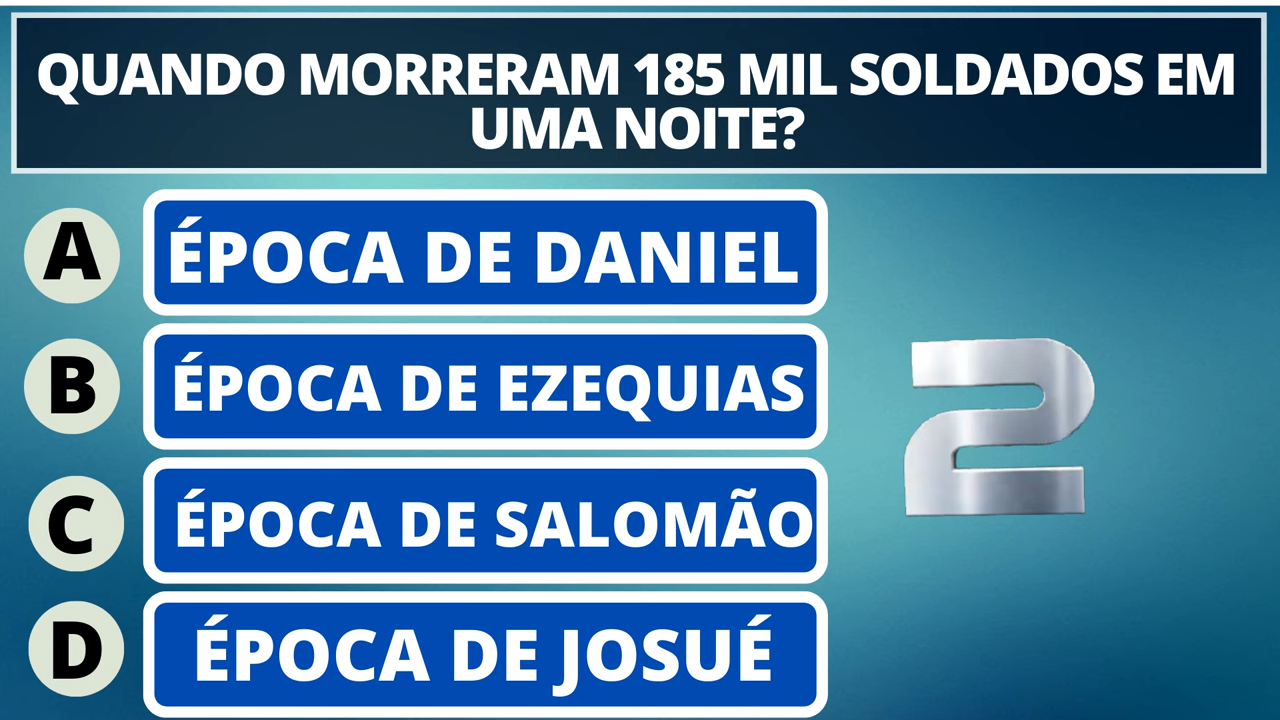 QUANDO MORRERAM 185 MIL SOLDADOS EM
UMA NOITE?
A
ÉPOCA DE DANIEL
B
ÉPOCA DE EZEQUIAS
C
ÉPOCA DE SALOMÃO
D
ÉPOCA DE JOSUÉ
2